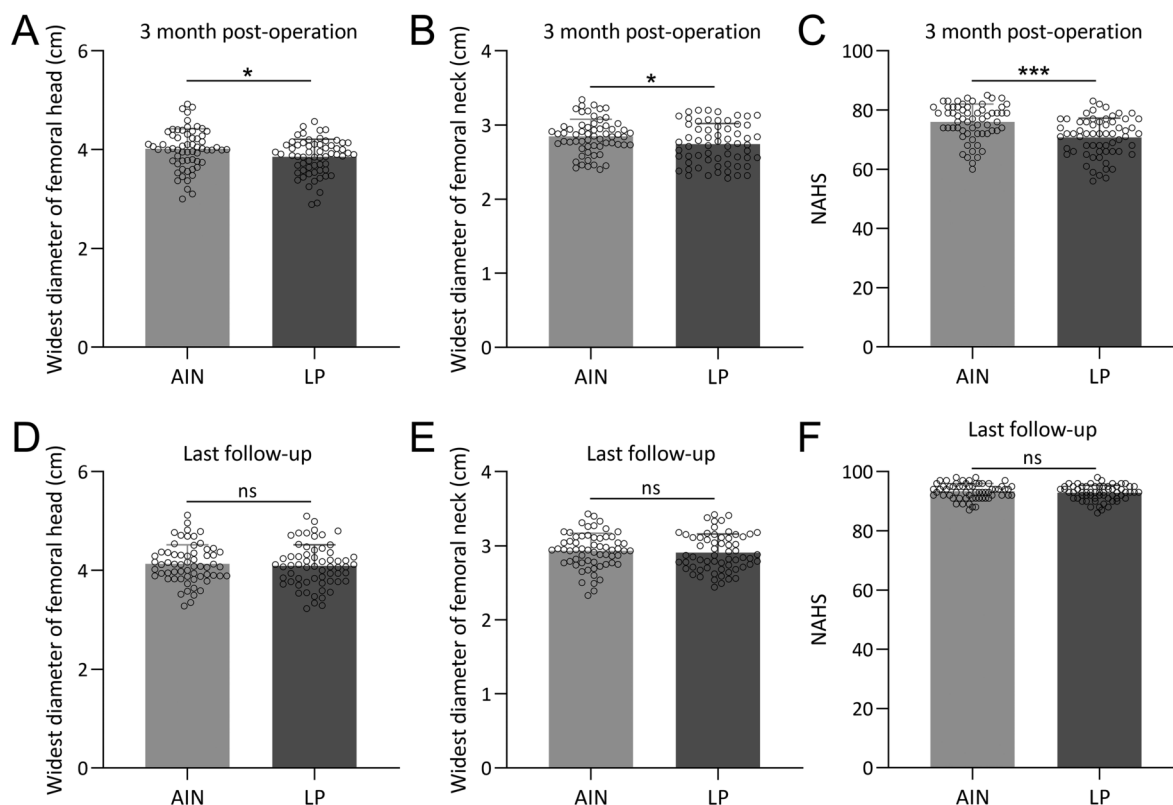 A
3 month post-operation
Widest diameter of femoral head (cm)
6
4
2
0
*
AIN
LP
B
3 month post-operation
Widest diameter of femoral neck (cm)
4
3
2
1
0
*
AIN
LP
C
3 month post-operation
NAHS
100
80
60
40
20
0
***
AIN
LP
D
Last follow-up
Widest diameter of femoral head (cm)
6
4
2
0
ns
AIN
LP
E
Last follow-up
Widest diameter of femoral neck (cm)
4
3
2
1
0
ns
AIN
LP
F
Last follow-up
NAHS
100
80
60
40
20
0
ns
AIN
LP